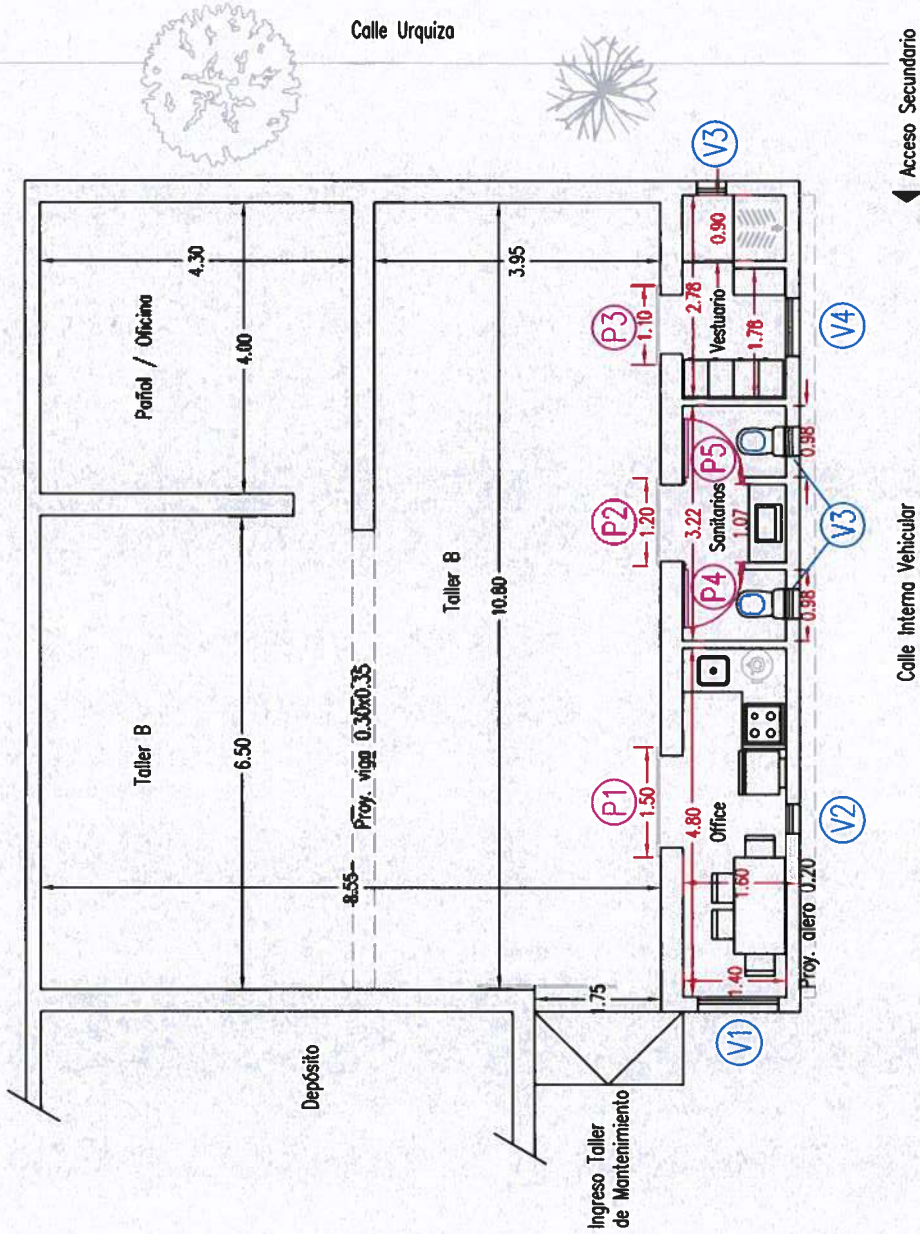 Calle Urquiza
Pañol / Oficina
4.30
4.00
Taller B
6.50
Proy. viga 0.30x0.35
8.55
Taller B
10.80
3.95
Depósito
1.75
Ingreso Taller
de Mantenimiento
P1
1.50
P2
1.20
P3
1.10
4.80
Office
1.60
1.40
V1
V2
Proy. alero 0.20
3.22
Sanitarios
P4
P5
1.07
0.98
0.98
V3
2.78
0.90
Vestuario
1.78
V3
V4
Calle Interna Vehicular
Acceso Secundario